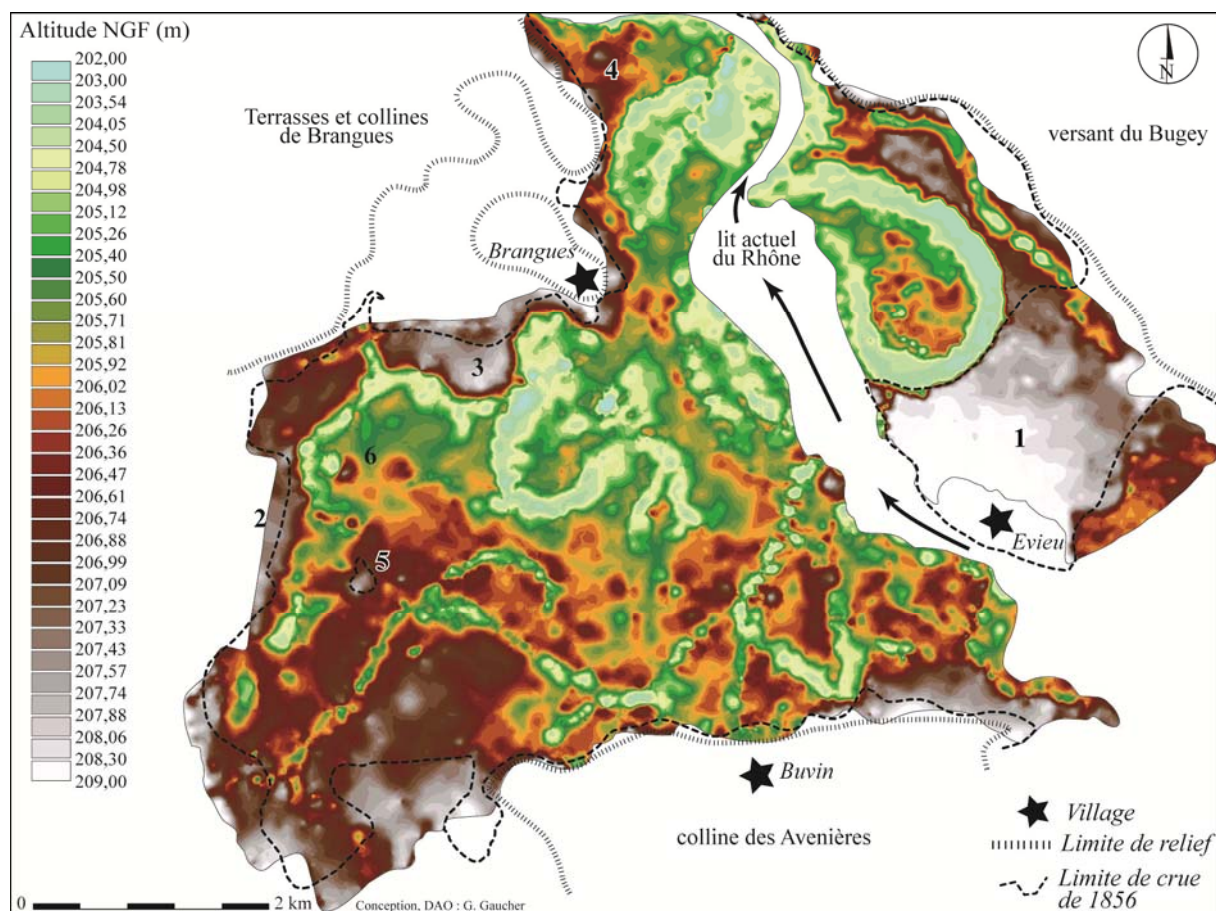 Altitude NGF (m)
202,00
203,00
203,54
204,05
204,50
204,78
204,98
205,12
205,26
205,40
205,50
205,60
205,71
205,81
205,92
206,02
206,13
206,26
206,36
206,47
206,61
206,74
206,88
206,99
207,09
207,23
207,33
207,43
207,57
207,74
207,88
208,06
208,30
209,00
N
Terrasses et collines
de Brangues
versant du Bugey
4
lit actuel
du Rhône
Brangues
3
1
6
2
Evieu
5
Buvin
colline des Avenières
Village
Limite de relief
Limite de crue
de 1856
0
2 km
Conception, DAO : G. Gaucher